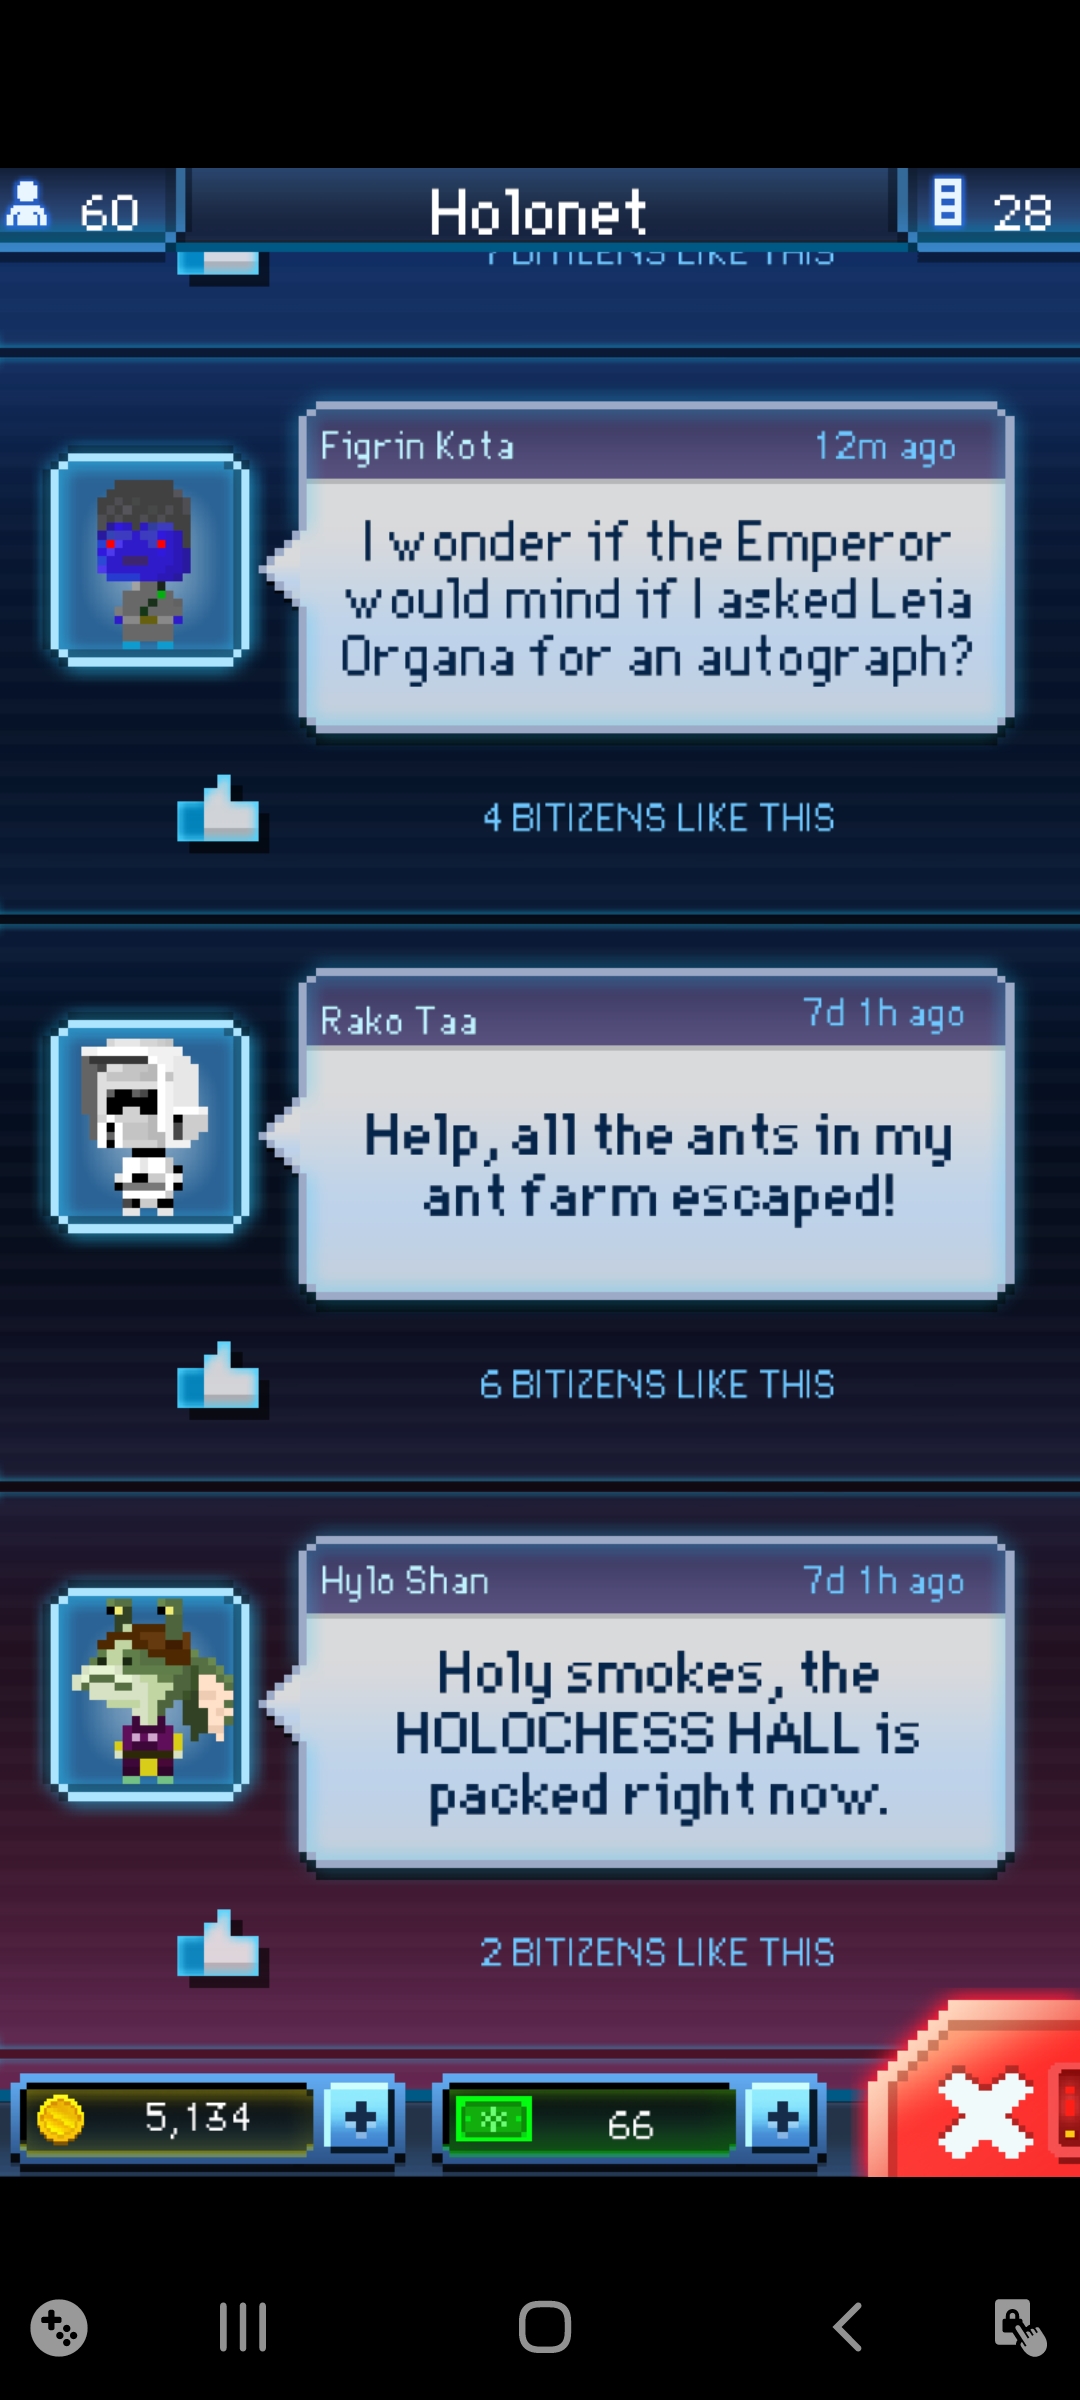 60
Holonet
28
BITIZENS LIKE THIS
Figrin Kota
12m ago
I wonder if the Emperor
would mind if I asked Leia
Organa for an autograph?
4 BITIZENS LIKE THIS
Rako Taa
7d 1h ago
Help, all the ants in my
ant farm escaped!
6 BITIZENS LIKE THIS
Hylo Shan
7d 1h ago
Holy smokes, the
HOLOCHESS HALL is
packed right now.
2 BITIZENS LIKE THIS
5,134
66